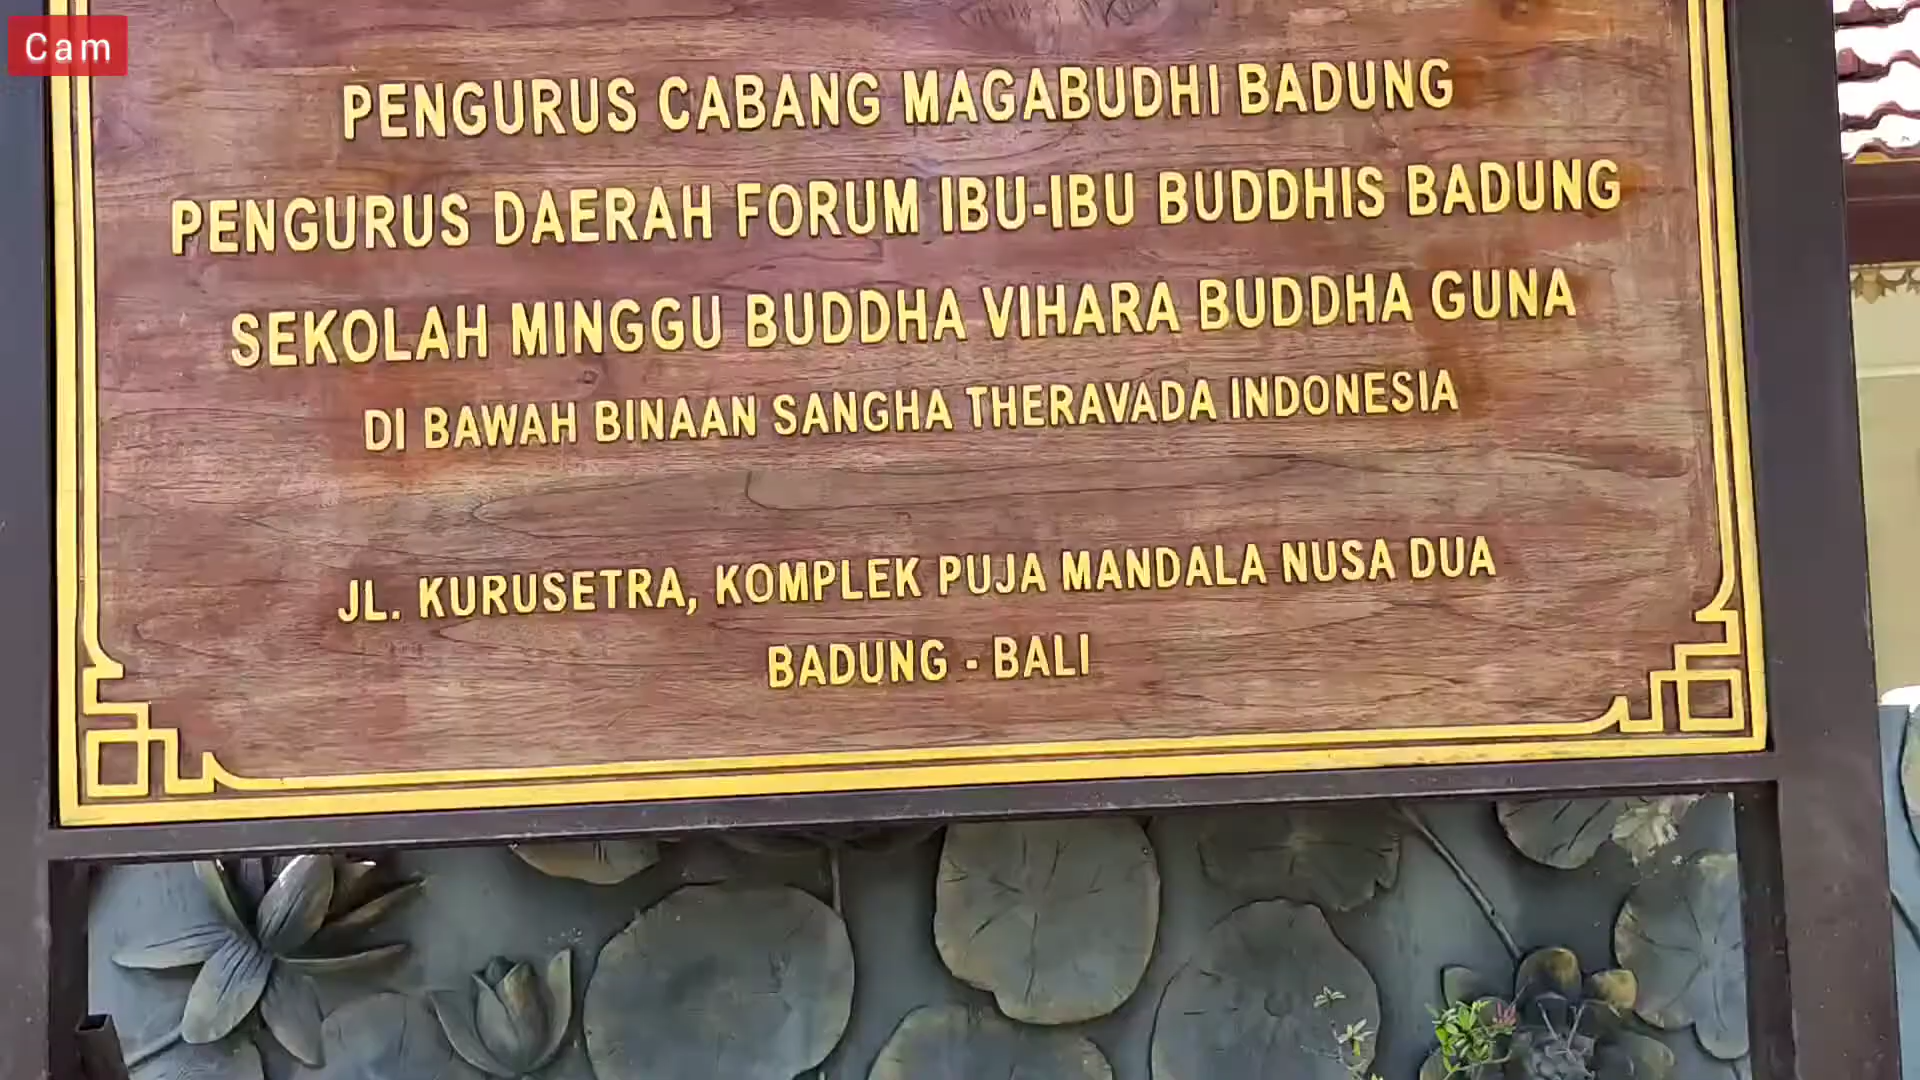 Cam
PENGURUS CABANG MAGABUDHI BADUNG
PENGURUS DAERAH FORUM IBU-IBU BUDDHIS BADUNG
SEKOLAH MINGGU BUDDHA VIHARA BUDDHA GUNA
DI BAWAH BINAAN SANGHA THERAVADA INDONESIA
JL. KURUSETRA, KOMPLEK PUJA MANDALA NUSA DUA
BADUNG - BALI